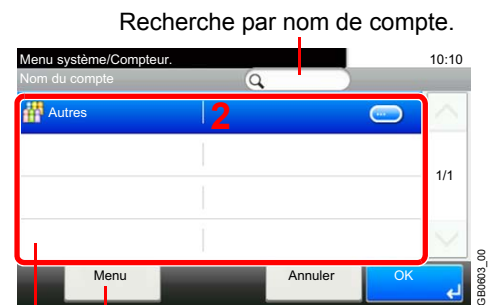 Recherche par nom de compte.
Menu système/Compteur.
10:10
Nom du compte
Autres
2
1/1
Menu
Annuler
OK
GB0603_00